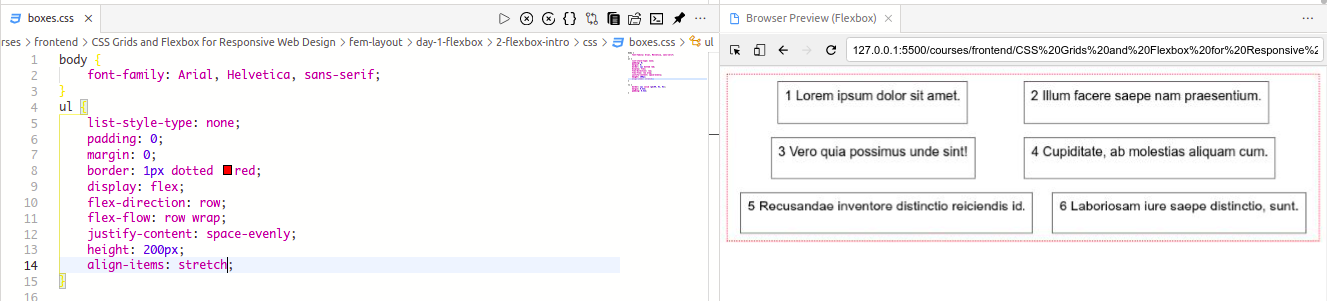 boxes.css
Browser Preview (Flexbox)
rses > frontend > CSS Grids and Flexbox for Responsive Web Design > fem-layout > day-1-flexbox > 2-flexbox-intro > css > boxes.css > ul
127.0.0.1:5500/courses/frontend/CSS%20Grids%20and%20Flexbox%20for%20Responsive%2
1 body {
2 font-family: Arial, Helvetica, sans-serif;
3 }
4 ul {
5 list-style-type: none;
6 padding: 0;
7 margin: 0;
8 border: 1px dotted red;
9 display: flex;
10 flex-direction: row;
11 flex-flow: row wrap;
12 justify-content: space-evenly;
13 height: 200px;
14 align-items: stretch;
15 }
16
1 Lorem ipsum dolor sit amet.
2 Illum facere saepe nam praesentium.
3 Vero quia possimus unde sint!
4 Cupiditate, ab molestias aliquam cum.
5 Recusandae inventore distinctio reiciendis id.
6 Laboriosam iure saepe distinctio, sunt.